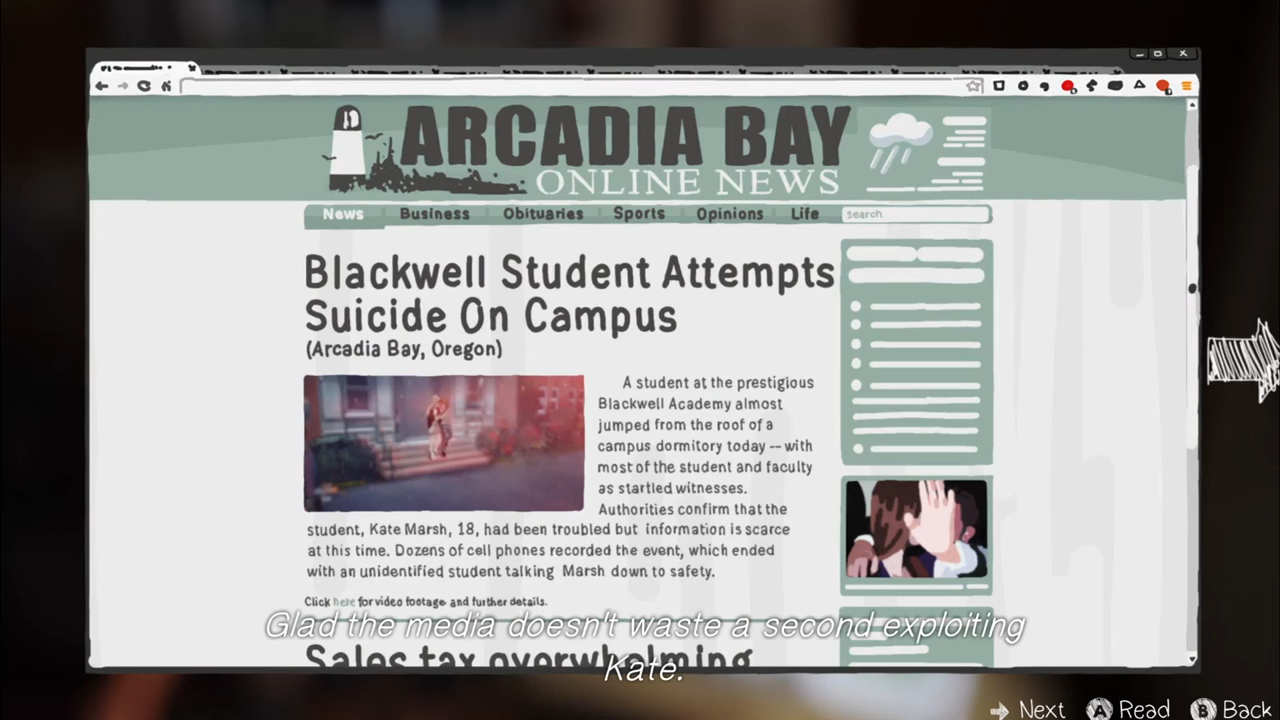 ARCADIA BAY
ONLINE NEWS
News Business Obituaries Sports Opinions Life search
Blackwell Student Attempts
Suicide On Campus
(Arcadia Bay, Oregon)
A student at the prestigious
Blackwell Academy almost
jumped from the roof of a
campus dormitory today -- with
most of the student and faculty
as startled witnesses.
Authorities confirm that the
student, Kate Marsh, 18, had been troubled but information is scarce
at this time. Dozens of cell phones recorded the event, which ended
with an unidentified student talking Marsh down to safety.
Click here for video footage and further details.
Glad the media doesn't waste a second exploiting
Kate.
Sales tax overwhelming
Next A Read B Back